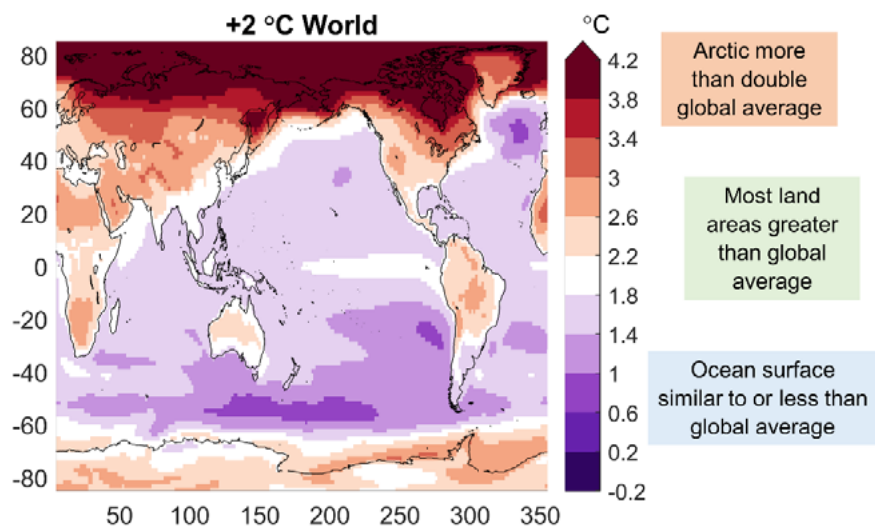 +2 °C World
°C
80
60
40
20
0
-20
-40
-60
-80
50
100
150
200
250
300
350
4.2
3.8
3.4
3
2.6
2.2
1.8
1.4
1
0.6
0.2
-0.2
Arctic more
than double
global average
Most land
areas greater
than global
average
Ocean surface
similar to or less than
global average